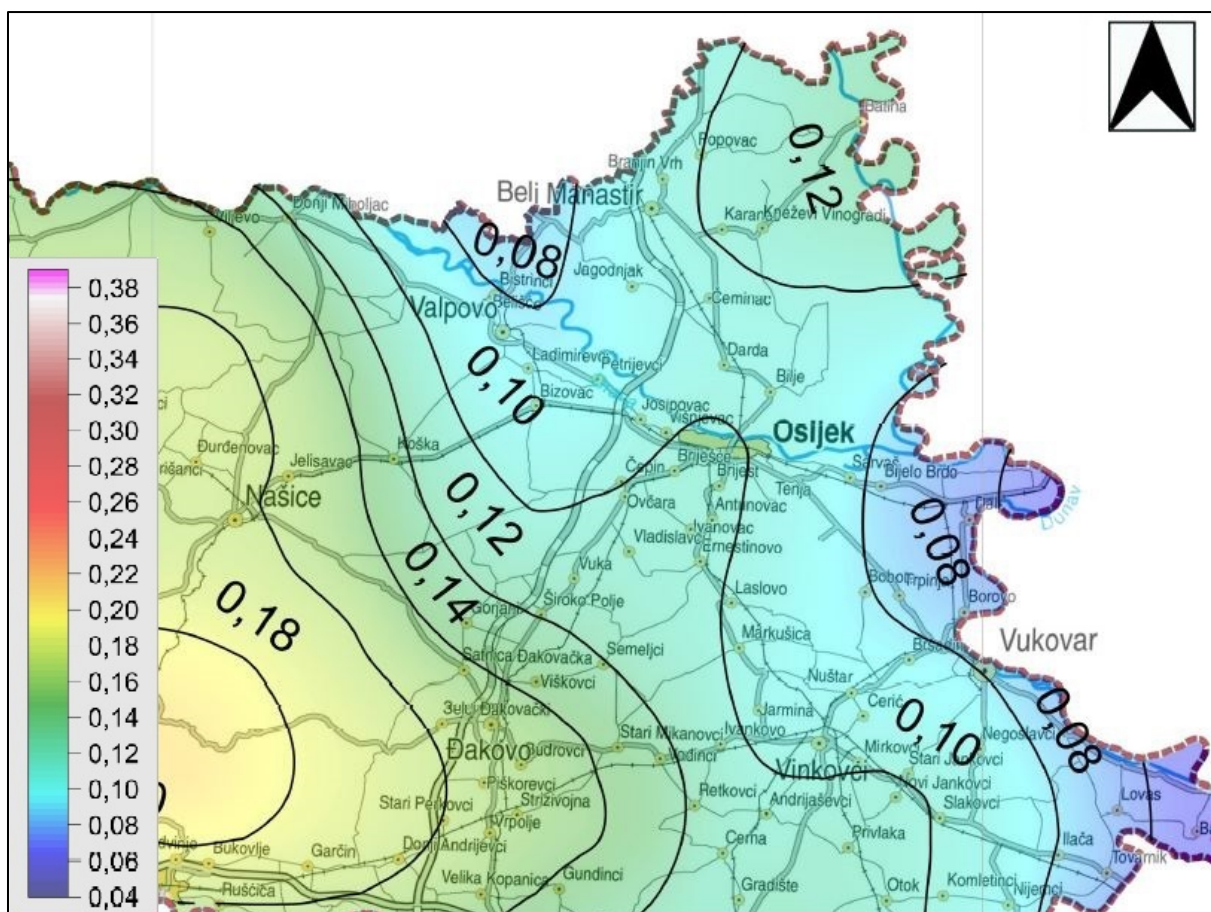 Batina
Popovac
0,12
Branjin Vrh
Beli Manastir
Donji Miholjac
Viljevo
Kneževi Vinogradi
0,08
Jagodnjak
Bistrinci
Belišće
Čeminac
Valpovo
0,38
0,36
0,34
0,32
0,30
0,28
0,26
0,24
0,22
0,20
0,18
0,16
0,14
0,12
0,10
0,08
0,06
0,04
Ladimirevci
Petrijevci
Darda
Bizovac
0,10
Bilje
Josipovac
Višnjevac
Osijek
Koška
Đurđenovac
Jelisavac
Našice
Čepin
Briješće
Brijest
Sarvaš
Bijelo Brdo
Terija
Ovčara
Antunovac
Dunav
0,12
Ivanovac
Vladislavci
Ernestinovo
0,08
Vuka
Laslovo
Trpinja
Borovo
0,14
Gorjani
Široko Polje
0,18
Markušica
Vukovar
Satnica Đakovačka
Semeljci
Bršadin
Viškovci
Nuštar
Đakovački
Jarmina
Cerić
0,10
Negoslavci
0,08
Đakovo
Budrovci
Stari Mikanovci
Ivankovo
Vođinci
Vinkovci
Mirkovci
Stari Jankovci
Novi Jankovci
Piškorevci
Stari Perkovci
Strizivojna
Retkovci
Andrijaševci
Slakovci
Lovas
Vrpolje
Cerna
Privlaka
Ilača
Tovarnik
Bukovlje
Garčin
Donji Andrijevci
Ruščica
Velika Kopanica
Gundinci
Gradište
Otok
Komletinci
Nijemci